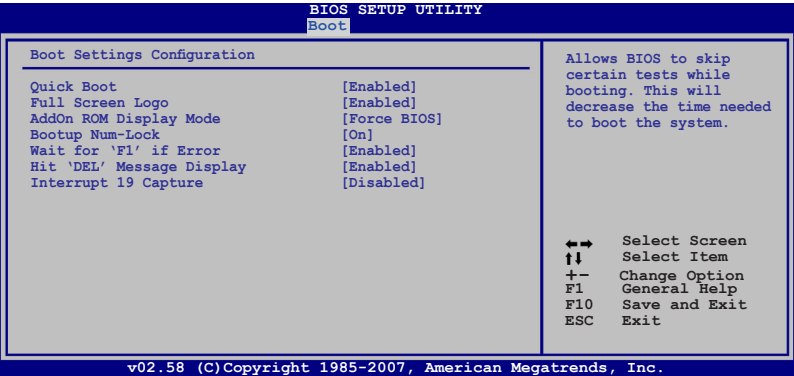 BIOS SETUP UTILITY
Boot
Boot Settings Configuration
Quick Boot [Enabled]
Full Screen Logo [Enabled]
AddOn ROM Display Mode [Force BIOS]
Bootup Num-Lock [On]
Wait for ‘F1’ if Error [Enabled]
Hit ‘DEL’ Message Display [Enabled]
Interrupt 19 Capture [Disabled]
Allows BIOS to skip
certain tests while
booting. This will
decrease the time needed
to boot the system.
←→ Select Screen
↑↓ Select Item
+- Change Option
F1 General Help
F10 Save and Exit
ESC Exit
v02.58 (C)Copyright 1985-2007, American Megatrends, Inc.